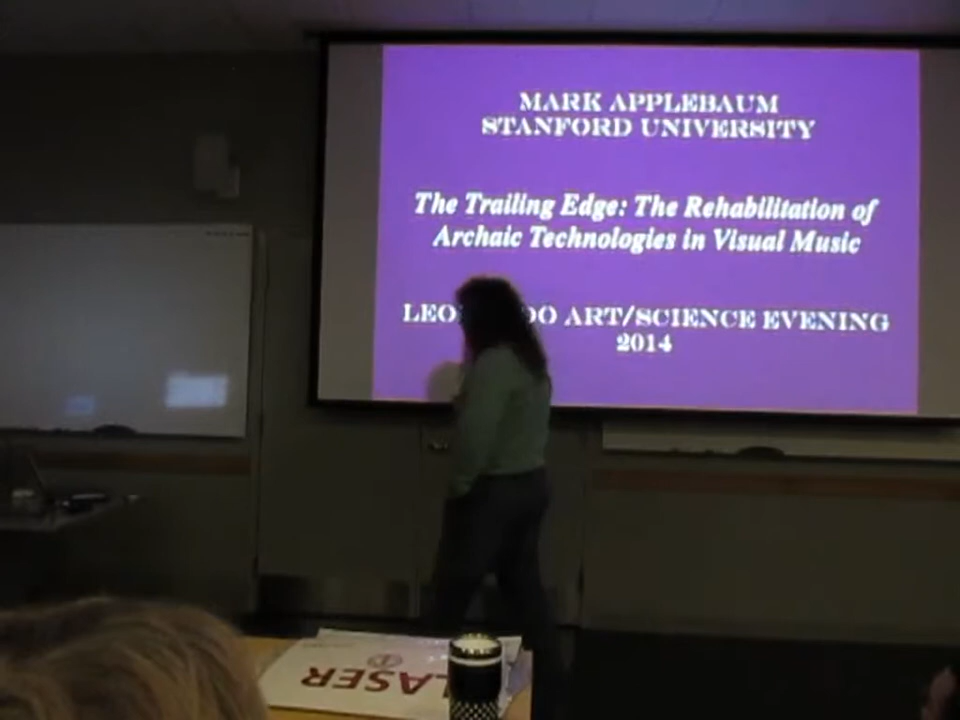 MARK APPLEBAUM
STANFORD UNIVERSITY
The Trailing Edge: The Rehabilitation of
Archaic Technologies in Visual Music
ART/SCIENCE EVENING
2014
LASER